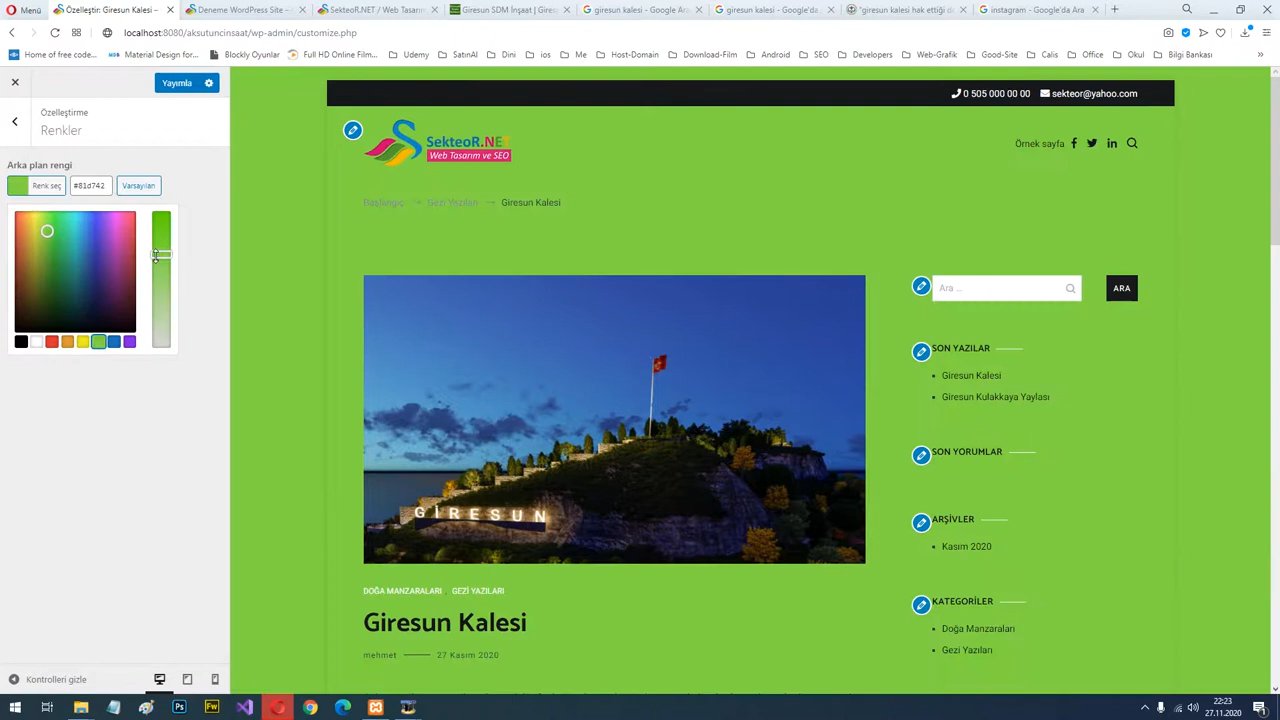 Menü
Özelleştir: Giresun Kalesi –
Deneme WordPress Site –
SekteoR.NET / Web Tasarım
Giresun SDM İnşaat | Gires
giresun kalesi - Google Ara
giresun kalesi - Google'da
"giresun kalesi hak ettiği de
instagram - Google'da Ara
localhost:8080/aksutuncinsaat/wp-admin/customize.php
Home of free code...
Material Design for...
Blockly Oyunlar
Full HD Online Film...
Udemy
SatınAl
Dini
ios
Me
Host-Domain
Download-Film
Android
SEO
Developers
Web-Grafik
Good-Site
Calis
Office
Okul
Bilgi Bankası
Yayımla
0 505 000 00 00 sekteor@yahoo.com
Özelleştirme
Renkler
SekteoR.NET
Web Tasarım ve SEO
Örnek sayfa
Arka plan rengi
Renk seç
#81d742
Varsayılan
Başlangıç → Gezi Yazıları → Giresun Kalesi
Ara ...
ARA
SON YAZILAR
Giresun Kalesi
Giresun Kulakkaya Yaylası
SON YORUMLAR
GİRESUN
ARŞİVLER
Kasım 2020
DOĞA MANZARALARI GEZİ YAZILARI
KATEGORİLER
Giresun Kalesi
Doğa Manzaraları
Gezi Yazıları
mehmet 27 Kasım 2020
Kontrolleri gizle
22:23
27.11.2020